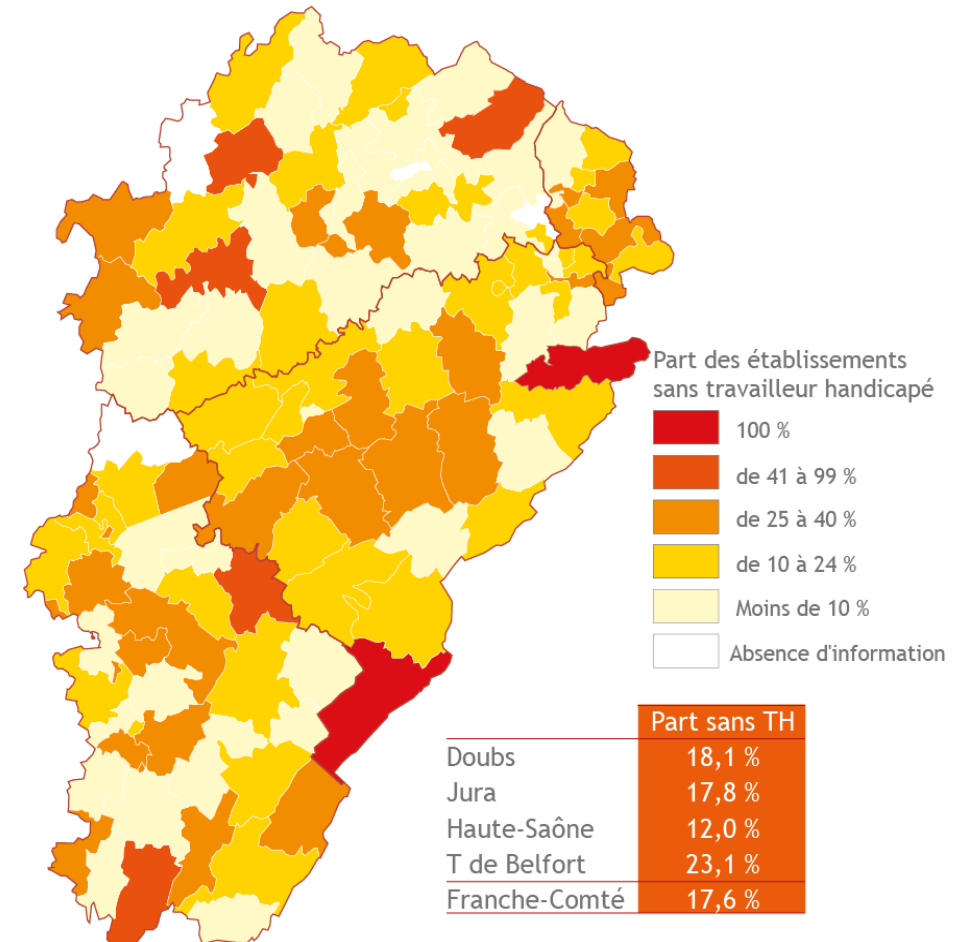 Part des établissements
sans travailleur handicapé
100 %
de 41 à 99 %
de 25 à 40 %
de 10 à 24 %
Moins de 10 %
Absence d'information
Part sans TH
Doubs 18,1 %
Jura 17,8 %
Haute-Saône 12,0 %
T de Belfort 23,1 %
Franche-Comté 17,6 %